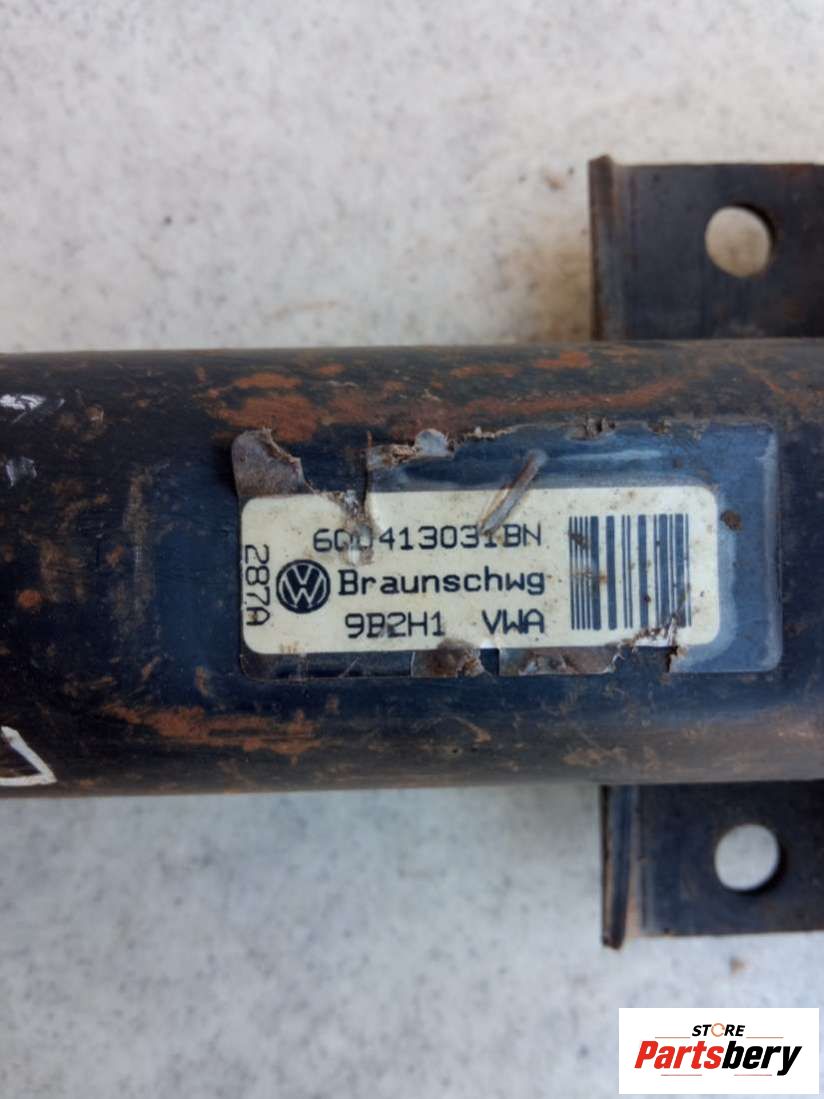 6Q0413031BN
Braunschwg
9B2H1 VWA
287A
STORE
Partsbery